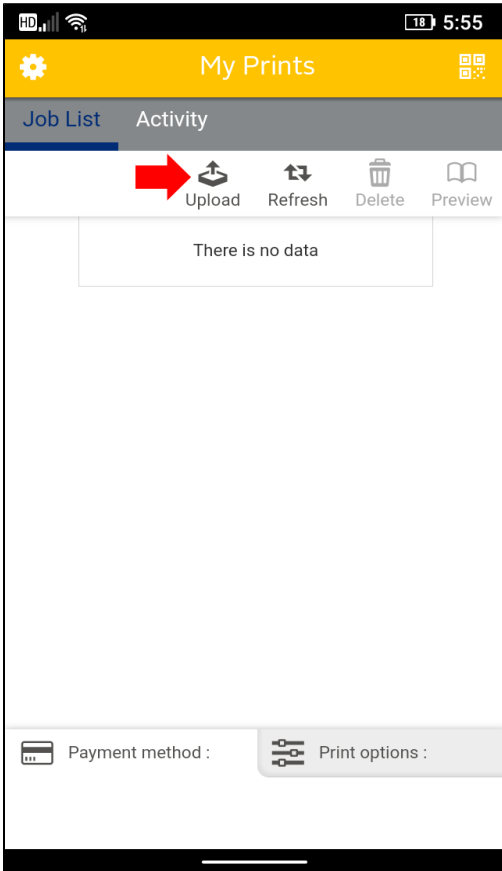 HD 18 5:55
My Prints
Job List Activity
Upload Refresh Delete Preview
There is no data
Payment method : Print options :